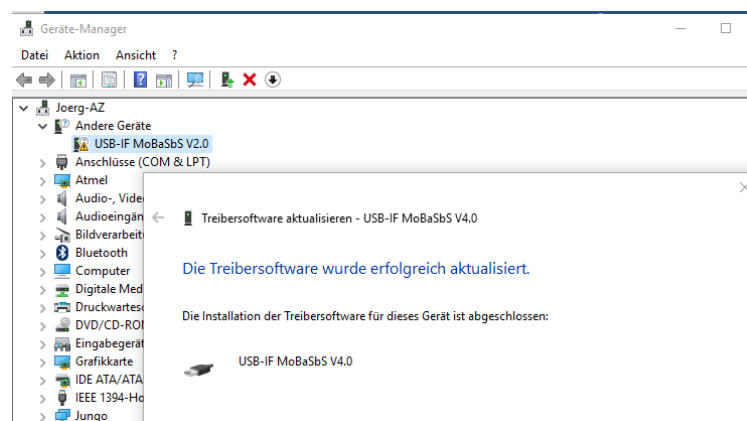 Geräte-Manager
Datei Aktion Ansicht ?
Joerg-AZ
Andere Geräte
USB-IF MoBaSbS V2.0
Anschlüsse (COM & LPT)
Atmel
Audio-, Vide
Audioeingän
Bildverarbeit
Bluetooth
Computer
Digitale Med
Druckwartesc
DVD/CD-RO
Eingabegerät
Grafikkarte
IDE ATA/ATA
IEEE 1394-Ho
Jungo
Treibersoftware aktualisieren - USB-IF MoBaSbS V4.0
Die Treibersoftware wurde erfolgreich aktualisiert.
Die Installation der Treibersoftware für dieses Gerät ist abgeschlossen:
USB-IF MoBaSbS V4.0